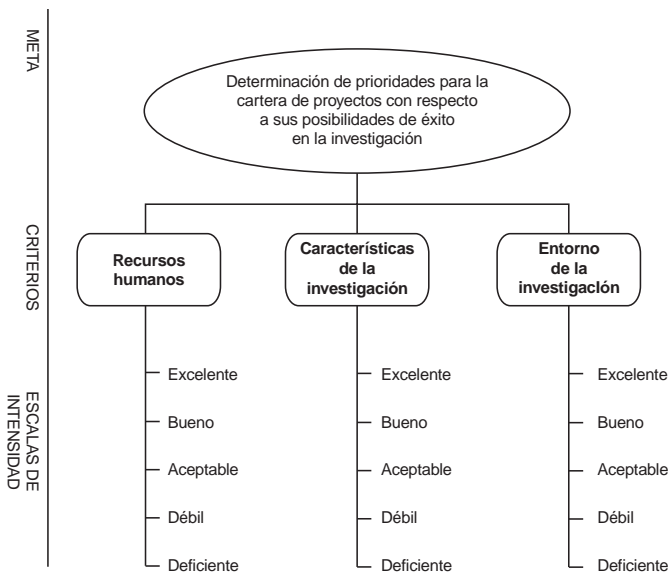 META
Determinación de prioridades para la
cartera de proyectos con respecto
a sus posibilidades de éxito
en la investigación
CRITERIOS
Recursos
humanos
Características
de la
investigación
Entorno
de la
investigaclón
ESCALAS DE
INTENSIDAD
Excelente
Bueno
Aceptable
Débil
Deficiente
Excelente
Bueno
Aceptable
Débil
Deficiente
Excelente
Bueno
Aceptable
Débil
Deficiente